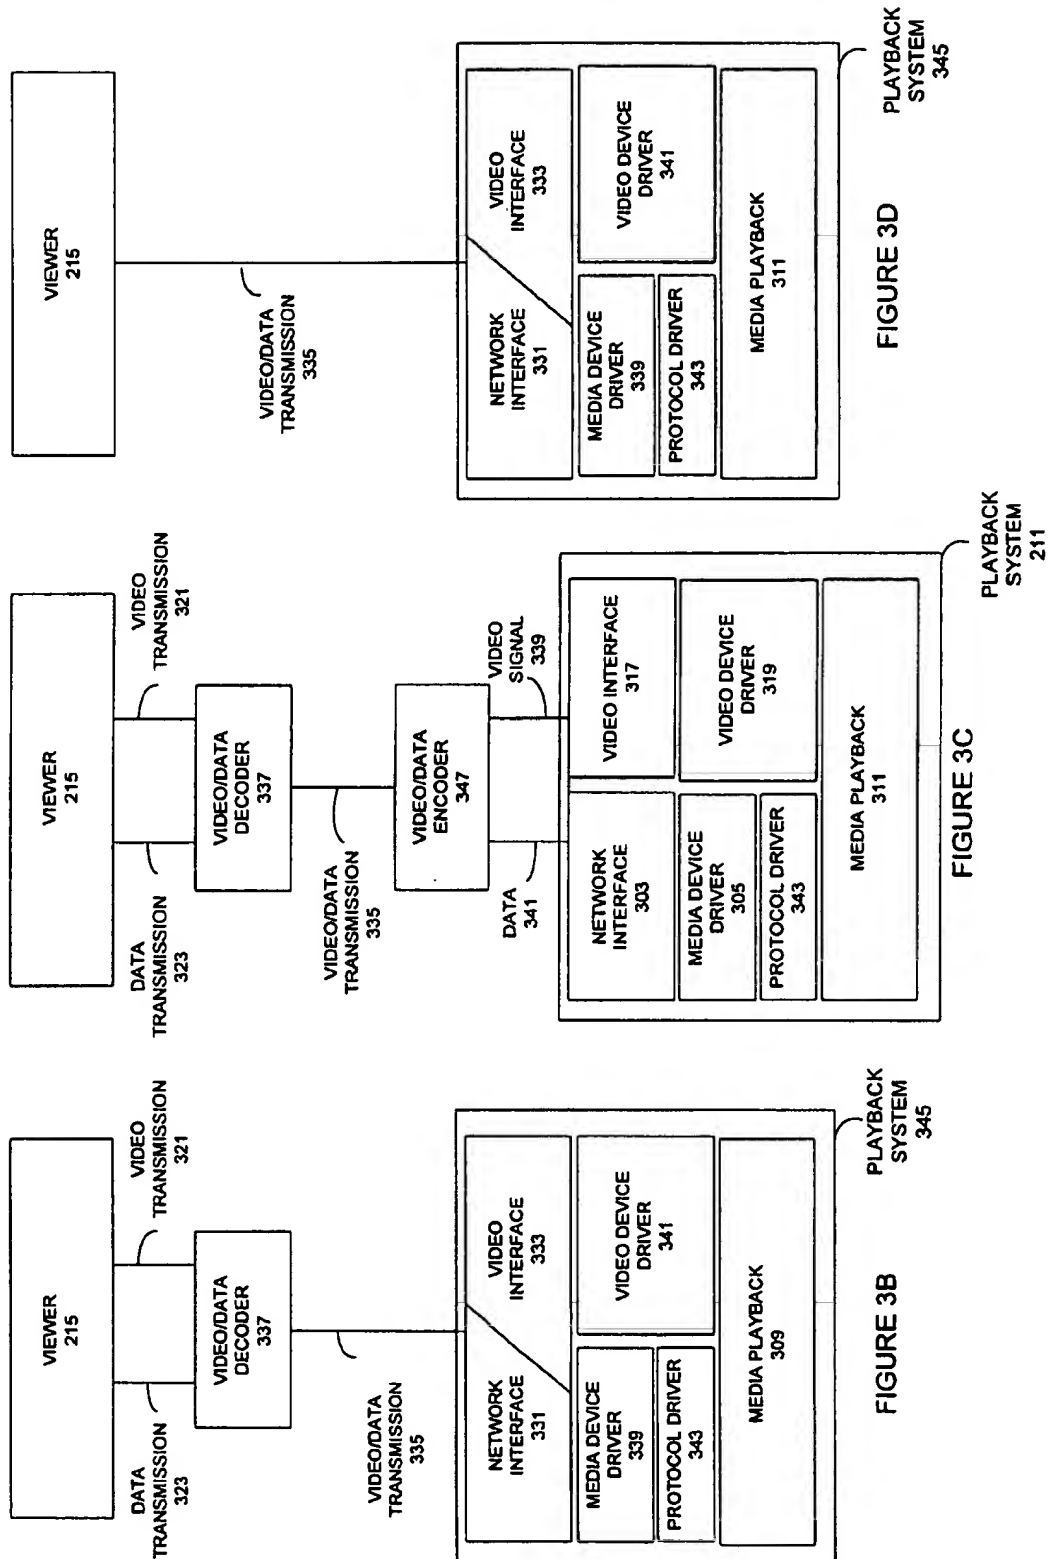 VIEWER
215
DATA
TRANSMISSION
323
VIDEO
TRANSMISSION
321
VIDEO/DATA
DECODER
337
VIDEO/DATA
TRANSMISSION
335
NETWORK
INTERFACE
331
VIDEO
INTERFACE
333
MEDIA DEVICE
DRIVER
339
PROTOCOL DRIVER
343
VIDEO DEVICE
DRIVER
341
MEDIA PLAYBACK
309
PLAYBACK
SYSTEM
345
FIGURE 3B
VIEWER
215
DATA
TRANSMISSION
323
VIDEO
TRANSMISSION
321
VIDEO/DATA
DECODER
337
VIDEO/DATA
TRANSMISSION
335
VIDEO/DATA
ENCODER
347
DATA
341
VIDEO
SIGNAL
339
NETWORK
INTERFACE
303
VIDEO INTERFACE
317
MEDIA DEVICE
DRIVER
305
PROTOCOL DRIVER
343
VIDEO DEVICE
DRIVER
319
MEDIA PLAYBACK
311
PLAYBACK
SYSTEM
211
FIGURE 3C
VIEWER
215
VIDEO/DATA
TRANSMISSION
335
NETWORK
INTERFACE
331
VIDEO
INTERFACE
333
MEDIA DEVICE
DRIVER
339
PROTOCOL DRIVER
343
VIDEO DEVICE
DRIVER
341
MEDIA PLAYBACK
311
PLAYBACK
SYSTEM
345
FIGURE 3D